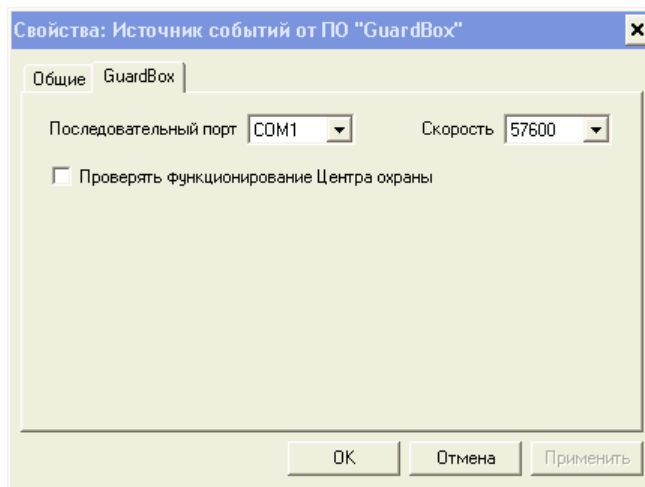 Свойства: Источник событий от ПО "GuardBox"
Общие GuardBox
Последовательный порт COM1 Скорость 57600
Проверять функционирование Центра охраны
OK Отмена Применить